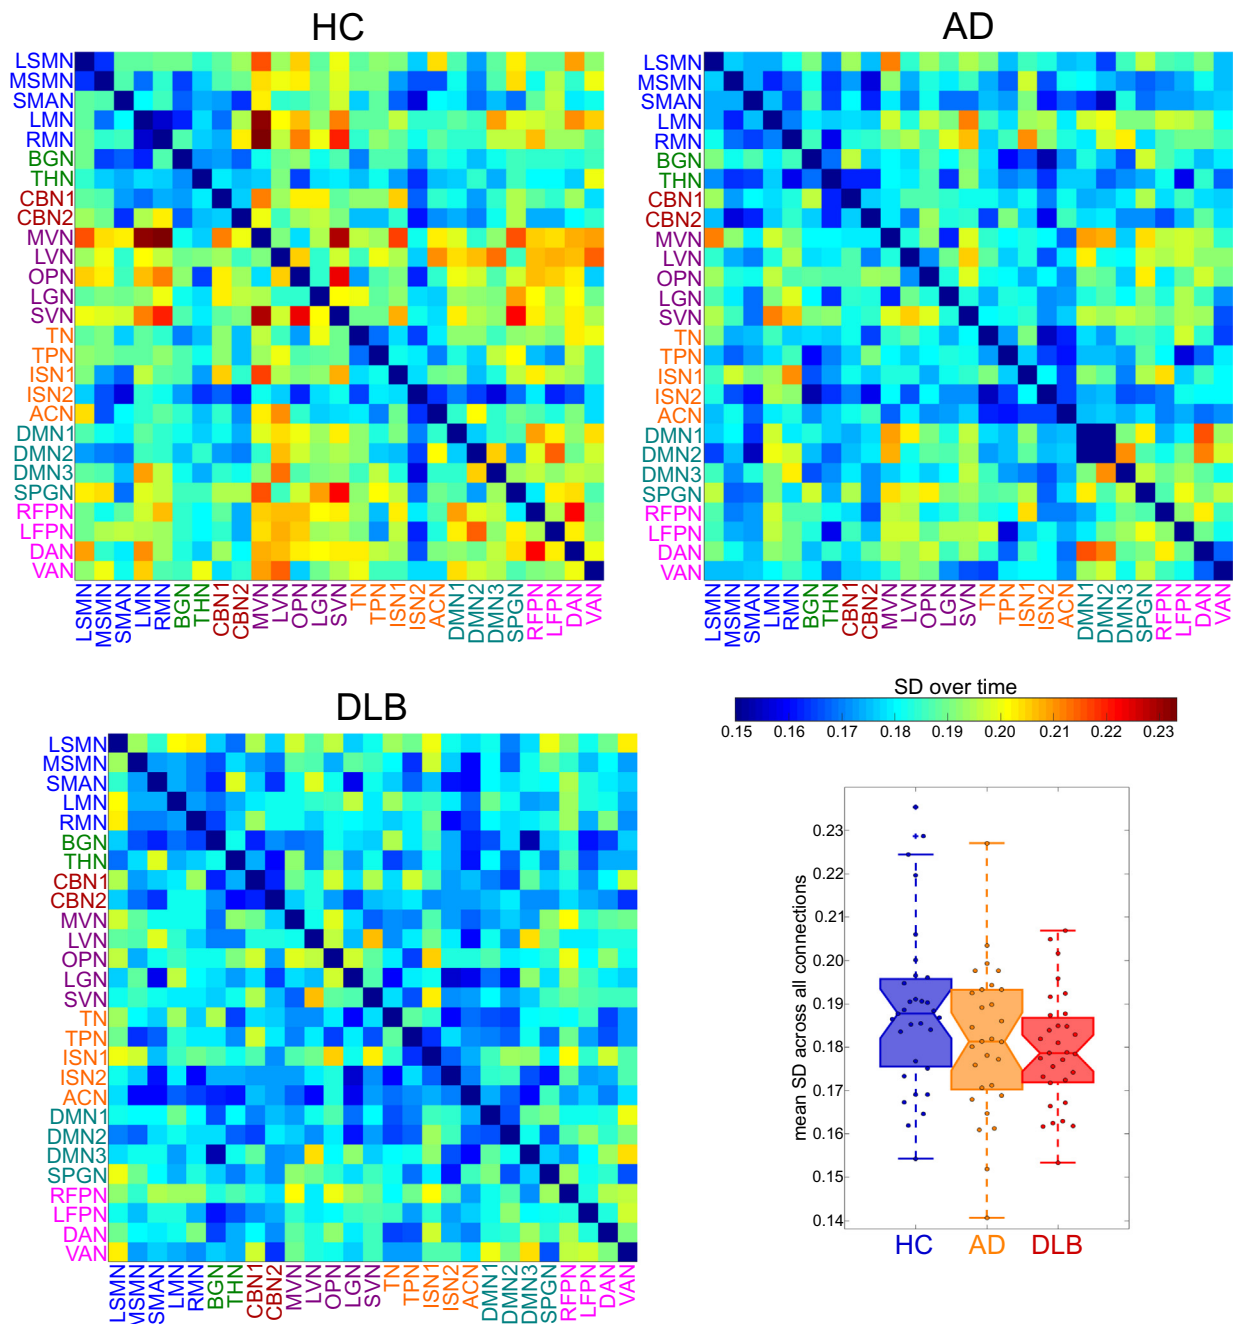 HC
LSMN
MSMN
SMAN
LMN
RMN
BGN
THN
CBN1
CBN2
MVN
LVN
OPN
LGN
SVN
TN
TPN
ISN1
ISN2
ACN
DMN1
DMN2
DMN3
SPGN
RFPN
LFPN
DAN
VAN
LSMN MSMN SMAN LMN RMN BGN THN CBN1 CBN2 MVN LVN OPN LGN SVN TN TPN ISN1 ISN2 ACN DMN1 DMN2 DMN3 SPGN RFPN LFPN DAN VAN
AD
LSMN
MSMN
SMAN
LMN
RMN
BGN
THN
CBN1
CBN2
MVN
LVN
OPN
LGN
SVN
TN
TPN
ISN1
ISN2
ACN
DMN1
DMN2
DMN3
SPGN
RFPN
LFPN
DAN
VAN
LSMN MSMN SMAN LMN RMN BGN THN CBN1 CBN2 MVN LVN OPN LGN SVN TN TPN ISN1 ISN2 ACN DMN1 DMN2 DMN3 SPGN RFPN LFPN DAN VAN
DLB
LSMN
MSMN
SMAN
LMN
RMN
BGN
THN
CBN1
CBN2
MVN
LVN
OPN
LGN
SVN
TN
TPN
ISN1
ISN2
ACN
DMN1
DMN2
DMN3
SPGN
RFPN
LFPN
DAN
VAN
LSMN MSMN SMAN LMN RMN BGN THN CBN1 CBN2 MVN LVN OPN LGN SVN TN TPN ISN1 ISN2 ACN DMN1 DMN2 DMN3 SPGN RFPN LFPN DAN VAN
SD over time
0.15 0.16 0.17 0.18 0.19 0.20 0.21 0.22 0.23
mean SD across all connections
0.23
0.22
0.21
0.20
0.19
0.18
0.17
0.16
0.15
0.14
HC AD DLB